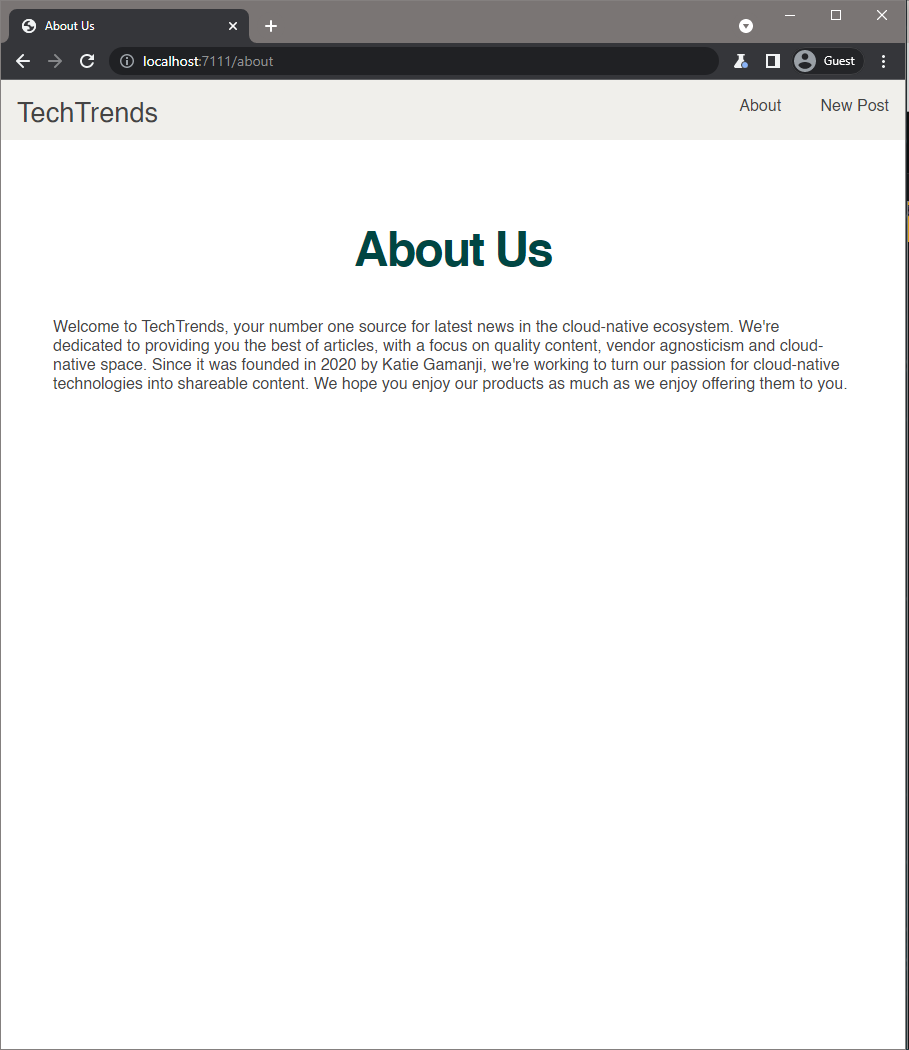 About Us
localhost:7111/about
Guest
TechTrends
About
New Post
About Us
Welcome to TechTrends, your number one source for latest news in the cloud-native ecosystem. We're
dedicated to providing you the best of articles, with a focus on quality content, vendor agnosticism and cloud-
native space. Since it was founded in 2020 by Katie Gamanji, we're working to turn our passion for cloud-native
technologies into shareable content. We hope you enjoy our products as much as we enjoy offering them to you.